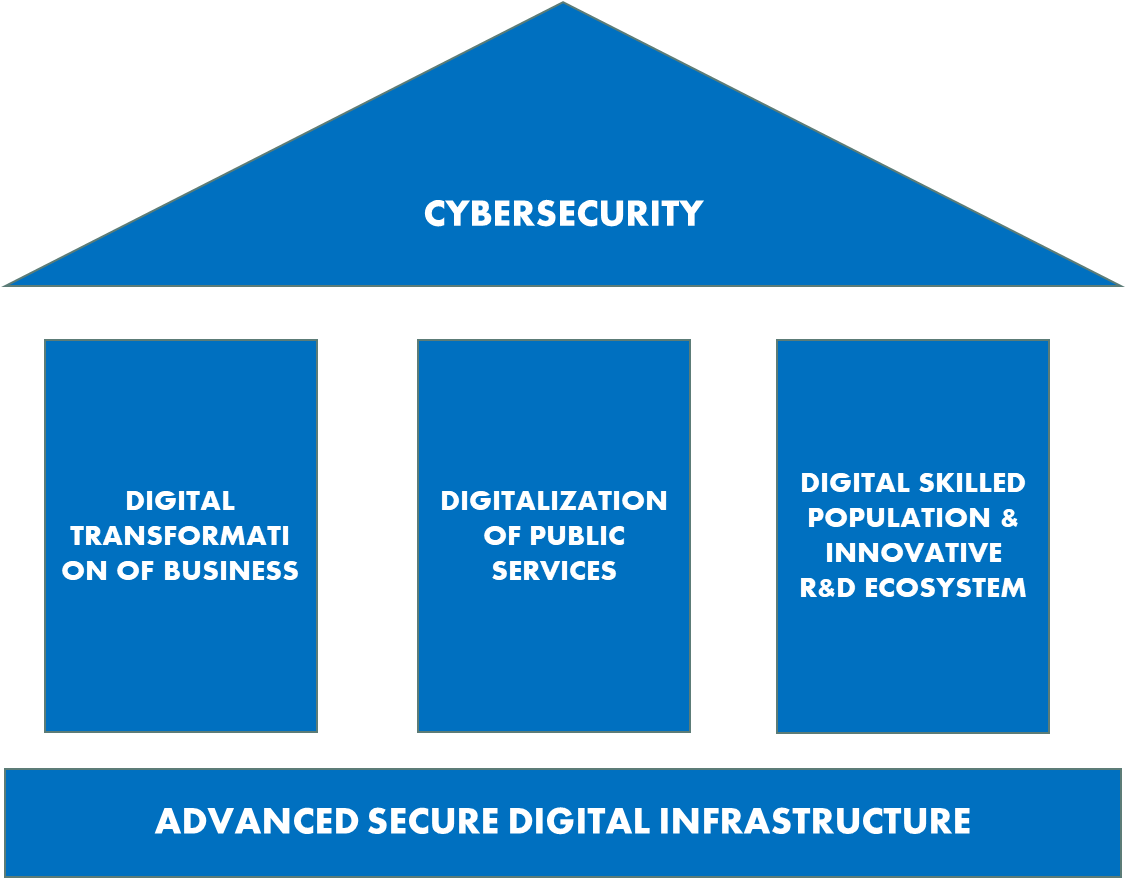 CYBERSECURITY
DIGITAL
TRANSFORMATI
ON OF BUSINESS
DIGITALIZATION
OF PUBLIC
SERVICES
DIGITAL SKILLED
POPULATION &
INNOVATIVE
R&D ECOSYSTEM
ADVANCED SECURE DIGITAL INFRASTRUCTURE